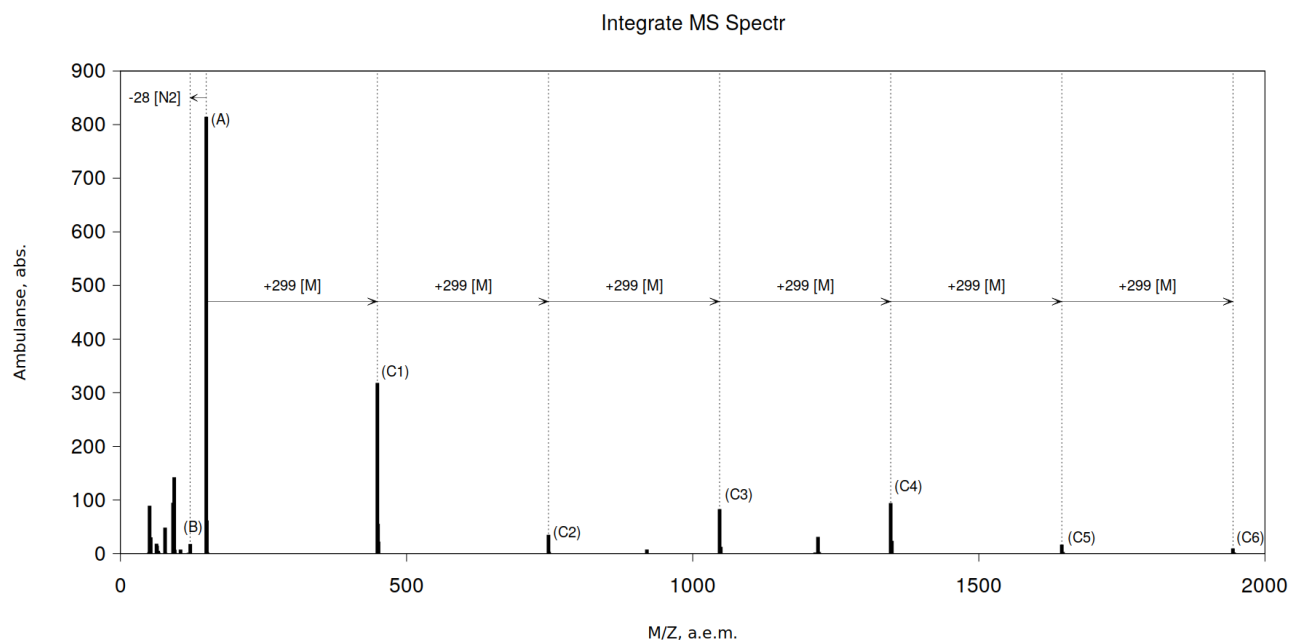 Integrate MS Spectr
900
800
700
600
500
400
300
200
100
0
Ambulanse, abs.
-28 [N2]
(A)
+299 [M]
+299 [M]
+299 [M]
+299 [M]
+299 [M]
+299 [M]
(C1)
(C4)
(C3)
(B)
(C2)
(C5)
(C6)
0
500
1000
1500
2000
M/Z, a.e.m.